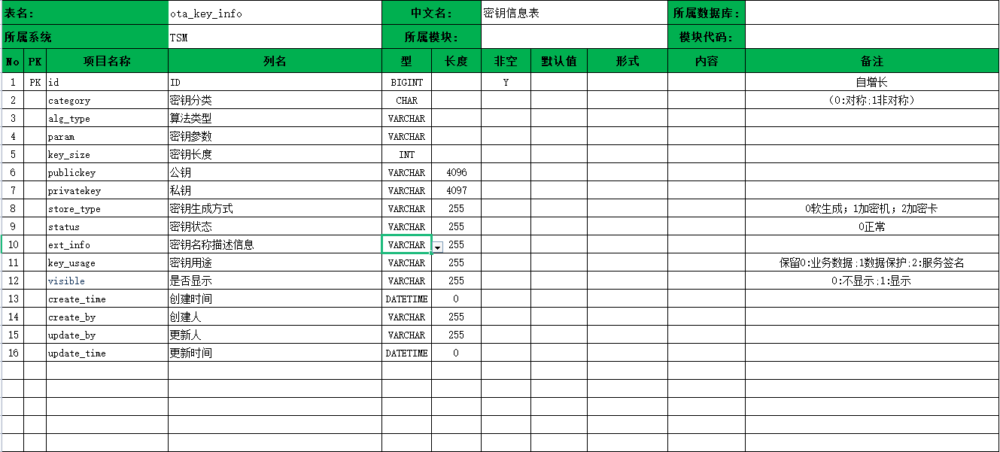 表名： ota_key_info 中文名： 密钥信息表 所属数据库：
所属系统 TSM 所属模块： 模块代码：
No PK 项目名称 列名 型 长度 非空 默认值 形式 内容 备注
1 PK id ID BIGINT Y 自增长
2 category 密钥分类 CHAR （0:对称;1非对称）
3 alg_type 算法类型 VARCHAR
4 param 密钥参数 VARCHAR
5 key_size 密钥长度 INT
6 publickey 公钥 VARCHAR 4096
7 privatekey 私钥 VARCHAR 4097
8 store_type 密钥生成方式 VARCHAR 255 0软生成；1加密机；2加密卡
9 status 密钥状态 VARCHAR 255 0正常
10 ext_info 密钥名称描述信息 VARCHAR 255
11 key_usage 密钥用途 VARCHAR 255 保留0:业务数据;1数据保护;2:服务签名
12 visible 是否显示 VARCHAR 255 0:不显示;1:显示
13 create_time 创建时间 DATETIME 0
14 create_by 创建人 VARCHAR 255
15 update_by 更新人 VARCHAR 255
16 update_time 更新时间 DATETIME 0